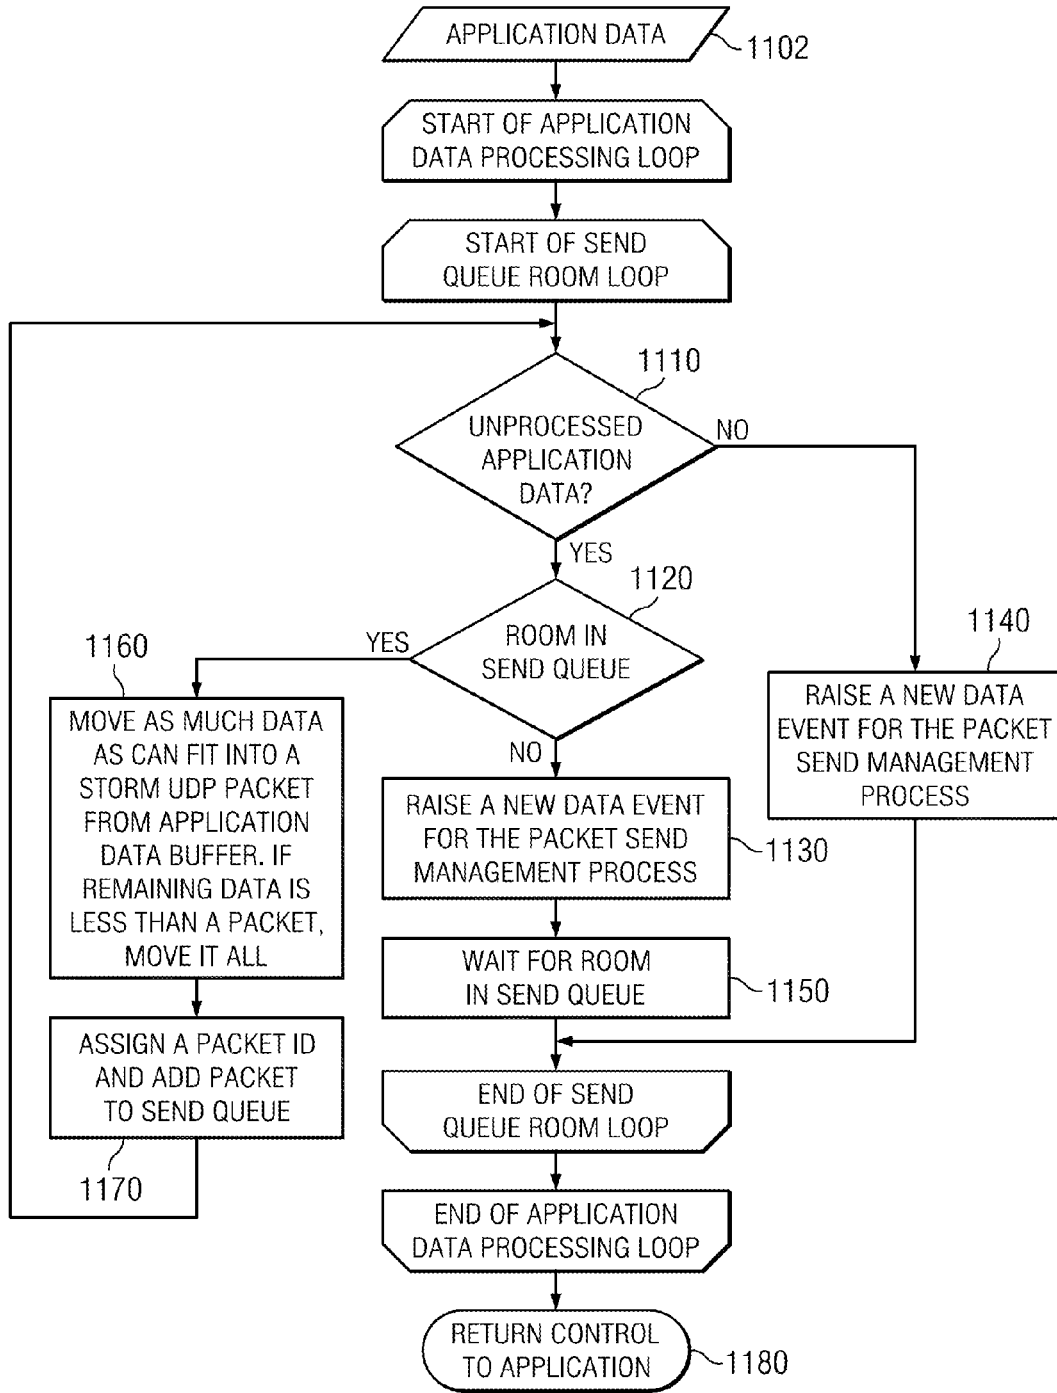 APPLICATION DATA
1102
START OF APPLICATION
DATA PROCESSING LOOP
START OF SEND
QUEUE ROOM LOOP
1110
UNPROCESSED
APPLICATION
DATA?
NO
YES
1120
ROOM IN
SEND QUEUE
YES
NO
1160
MOVE AS MUCH DATA
AS CAN FIT INTO A
STORM UDP PACKET
FROM APPLICATION
DATA BUFFER. IF
REMAINING DATA IS
LESS THAN A PACKET,
MOVE IT ALL
1140
RAISE A NEW DATA
EVENT FOR THE PACKET
SEND MANAGEMENT
PROCESS
RAISE A NEW DATA EVENT
FOR THE PACKET SEND
MANAGEMENT PROCESS
1130
WAIT FOR ROOM
IN SEND QUEUE
1150
ASSIGN A PACKET ID
AND ADD PACKET
TO SEND QUEUE
1170
END OF SEND
QUEUE ROOM LOOP
END OF APPLICATION
DATA PROCESSING LOOP
RETURN CONTROL
TO APPLICATION
1180